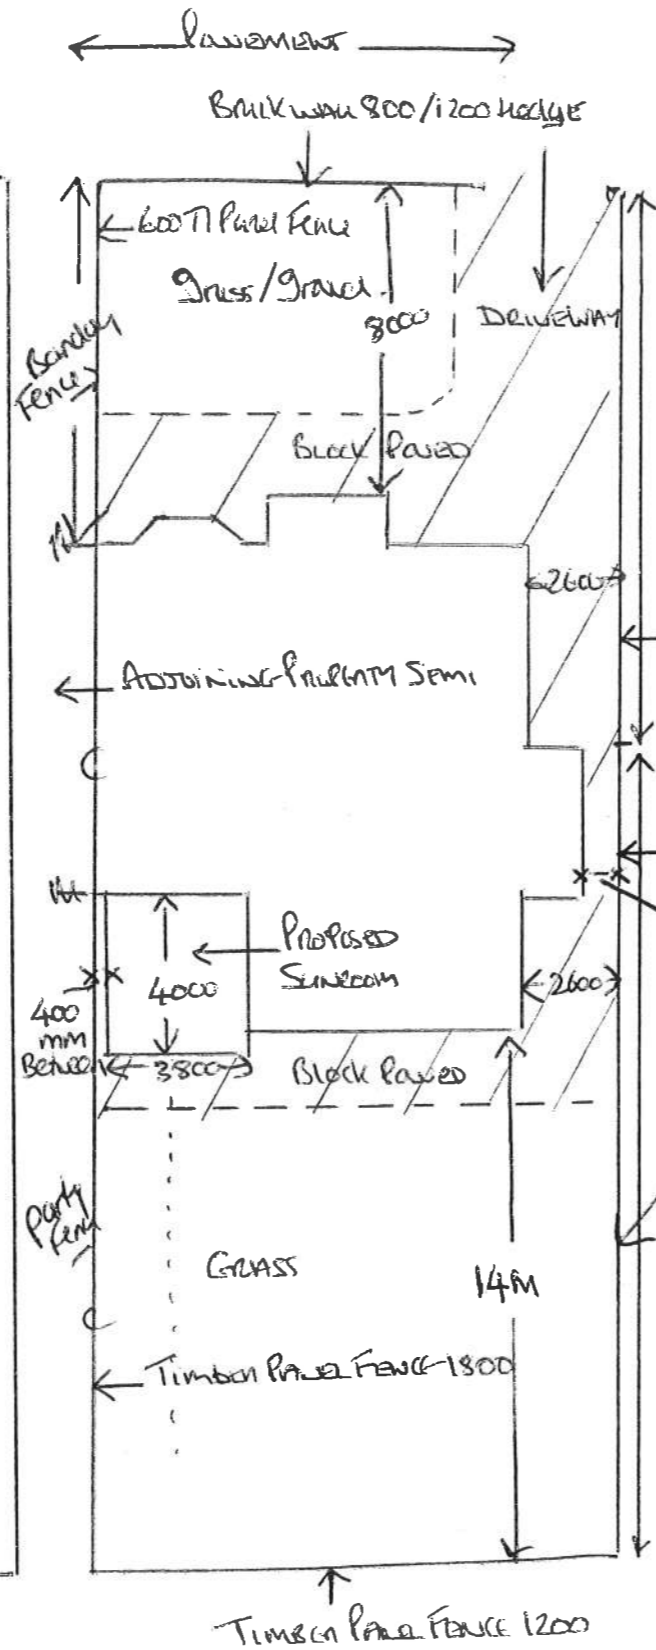 PAVEMENT
BRICK WALL 800/1200 HEDGE
600 TI PANEL FENCE
Grass/Gravel
8000
DRIVEWAY
Bondary
Fence
BLOCK PAVED
2600
ADJOINING PROPERTY SEMI
PROPOSED
SUNROOM
4000
2600
400
mm
Between
3800
Block Paved
Party
Fence
GRASS
14M
TIMBER PANEL FENCE 1800
TIMBER PANEL FENCE 1200